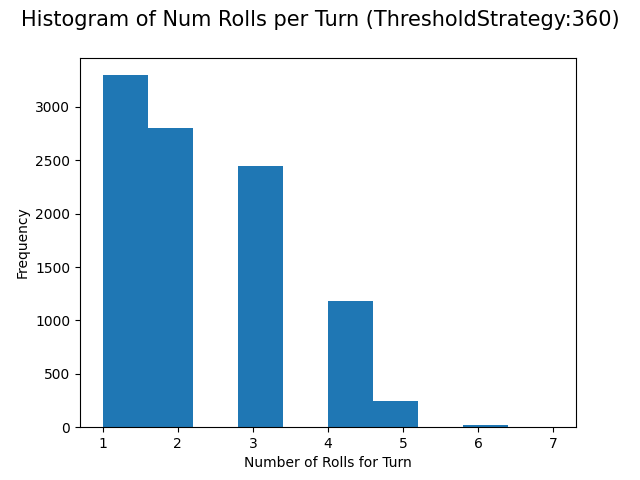 Histogram of Num Rolls per Turn (ThresholdStrategy:360)
Frequency
3000
2500
2000
1500
1000
500
0
1 2 3 4 5 6 7
Number of Rolls for Turn